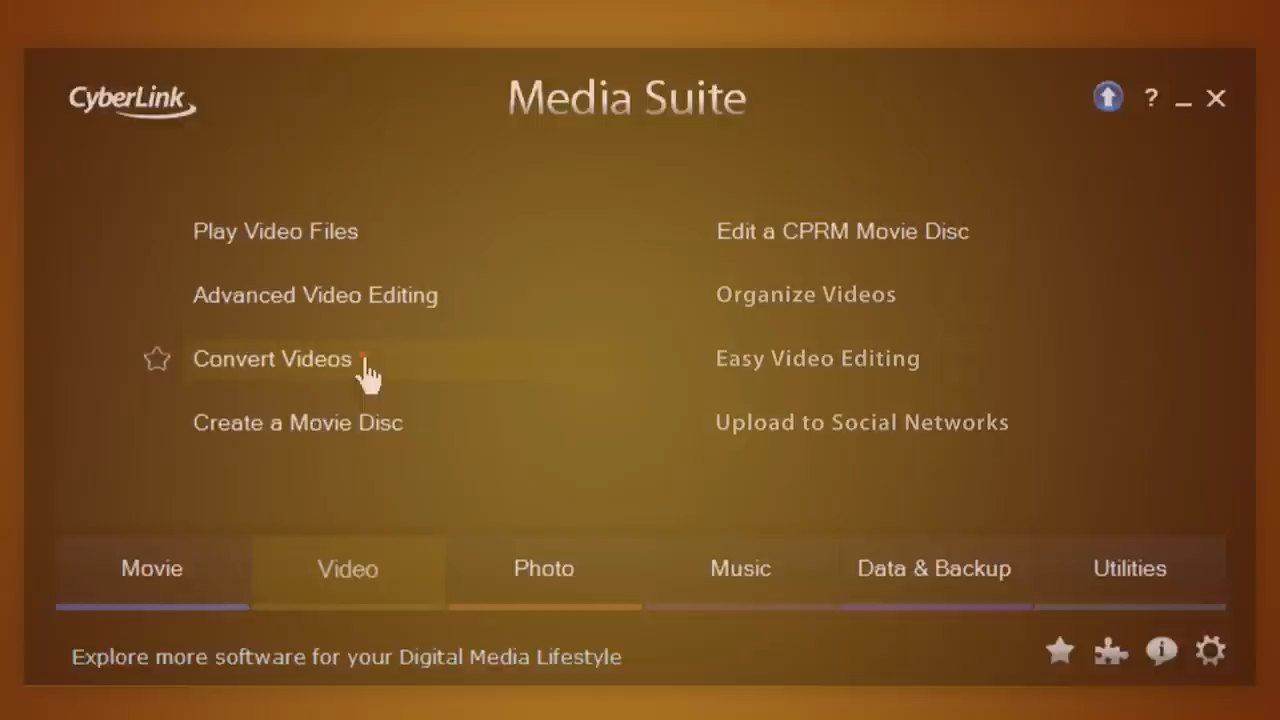 CyberLink
Media Suite
?
Play Video Files
Edit a CPRM Movie Disc
Advanced Video Editing
Organize Videos
Convert Videos
Easy Video Editing
Create a Movie Disc
Upload to Social Networks
Movie
Video
Photo
Music
Data & Backup
Utilities
Explore more software for your Digital Media Lifestyle